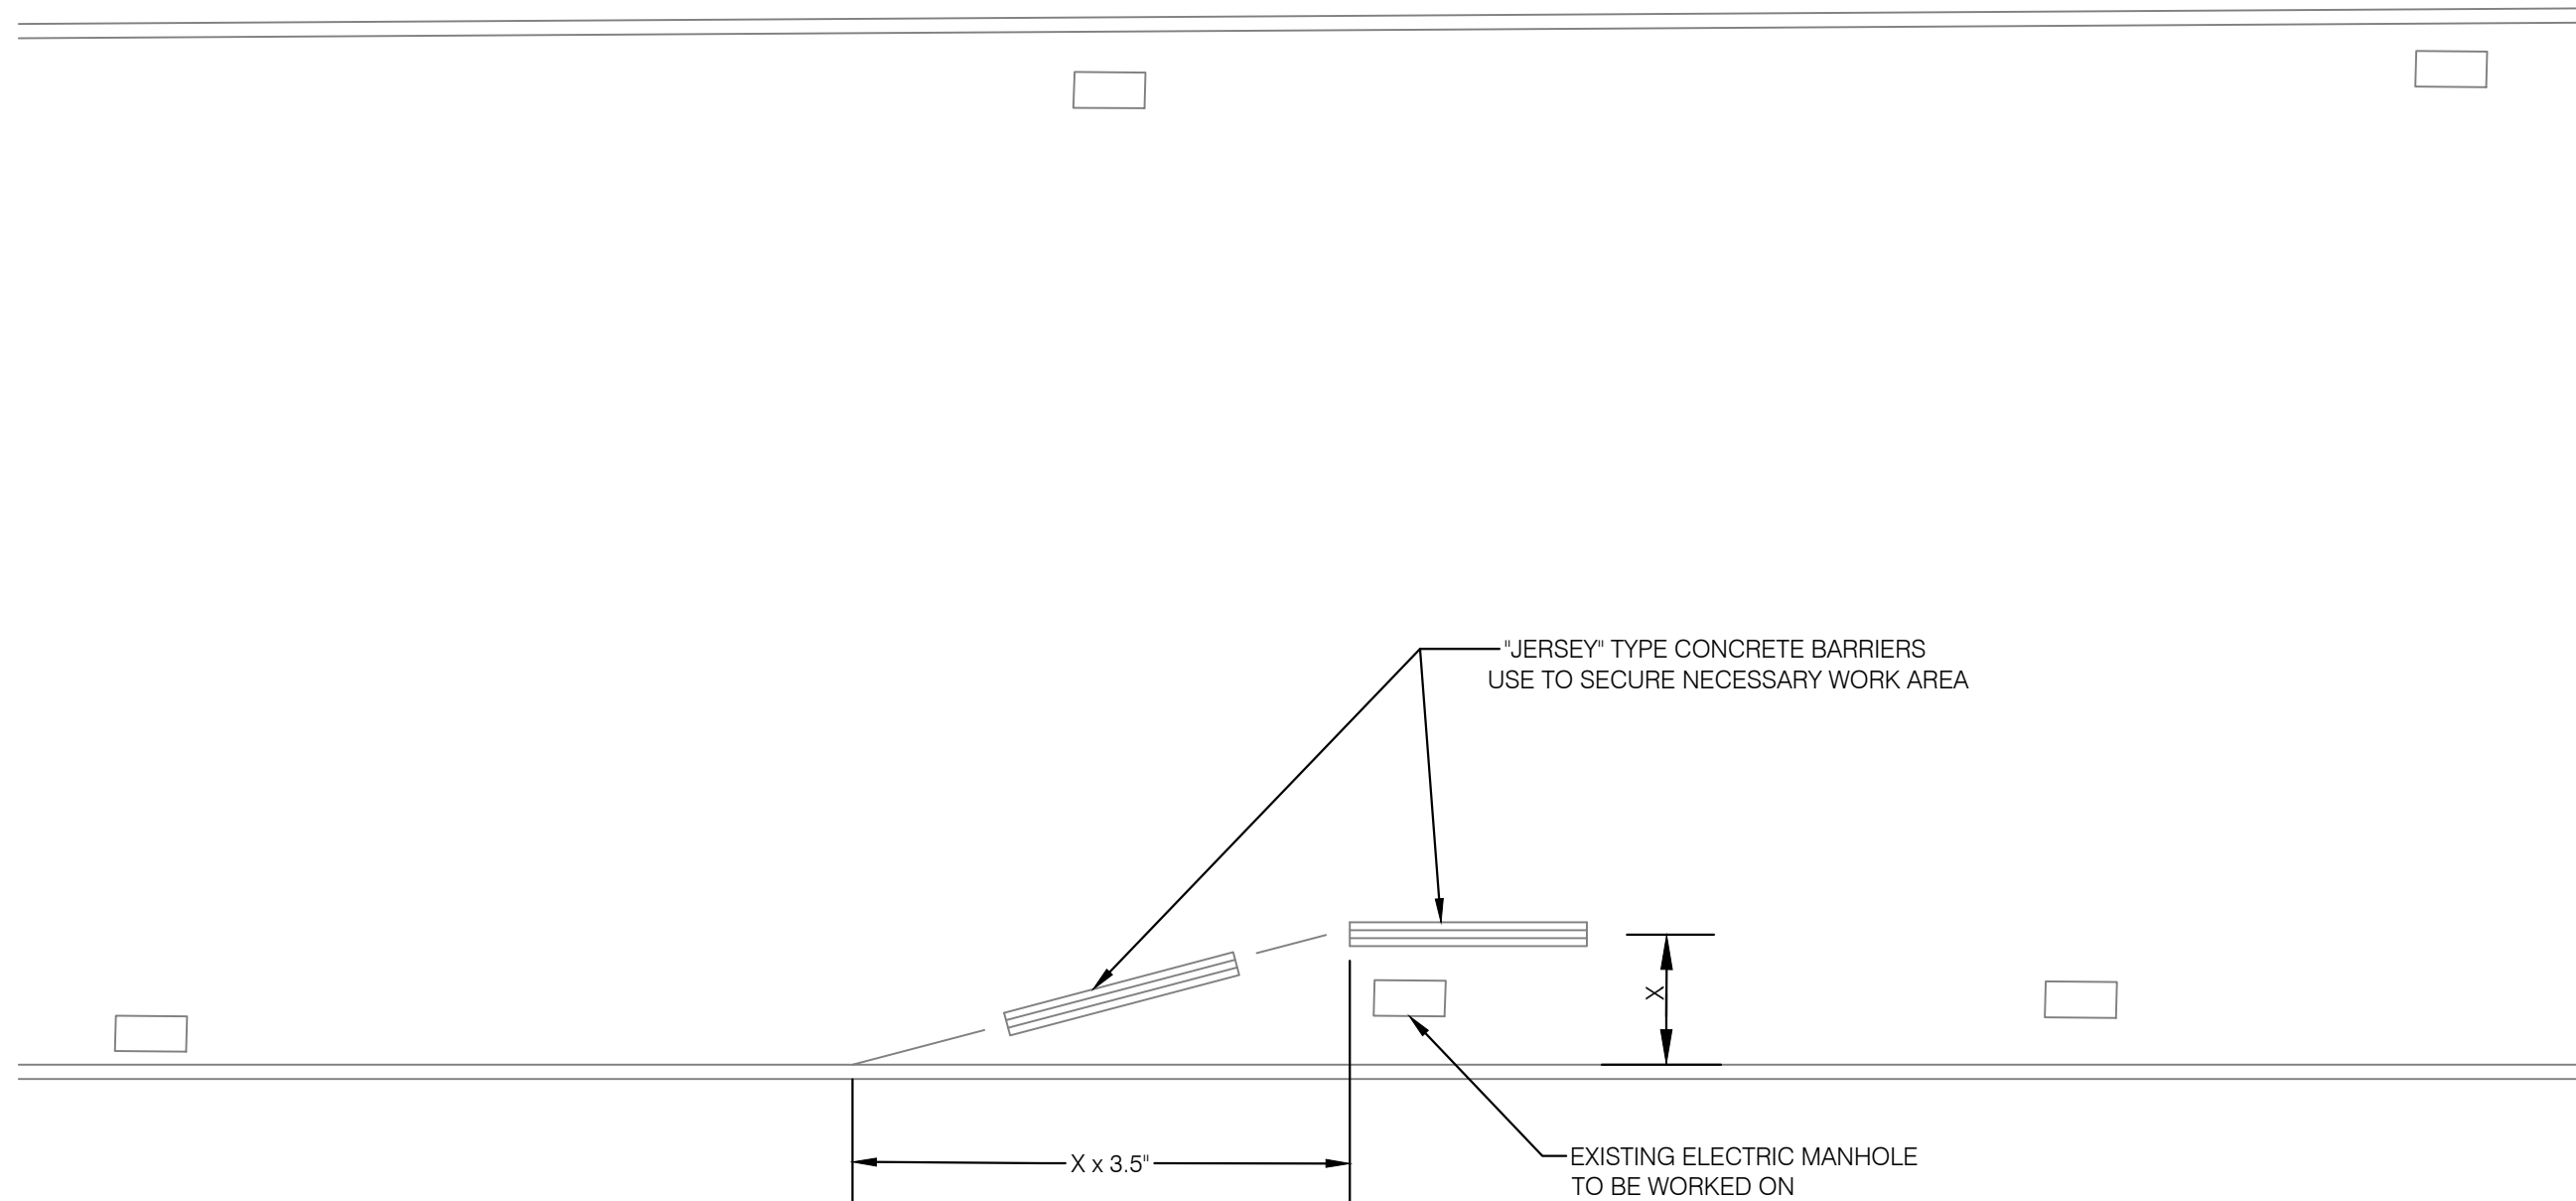 "JERSEY" TYPE CONCRETE BARRIERS
USE TO SECURE NECESSARY WORK AREA
X
X x 3.5"
EXISTING ELECTRIC MANHOLE
TO BE WORKED ON